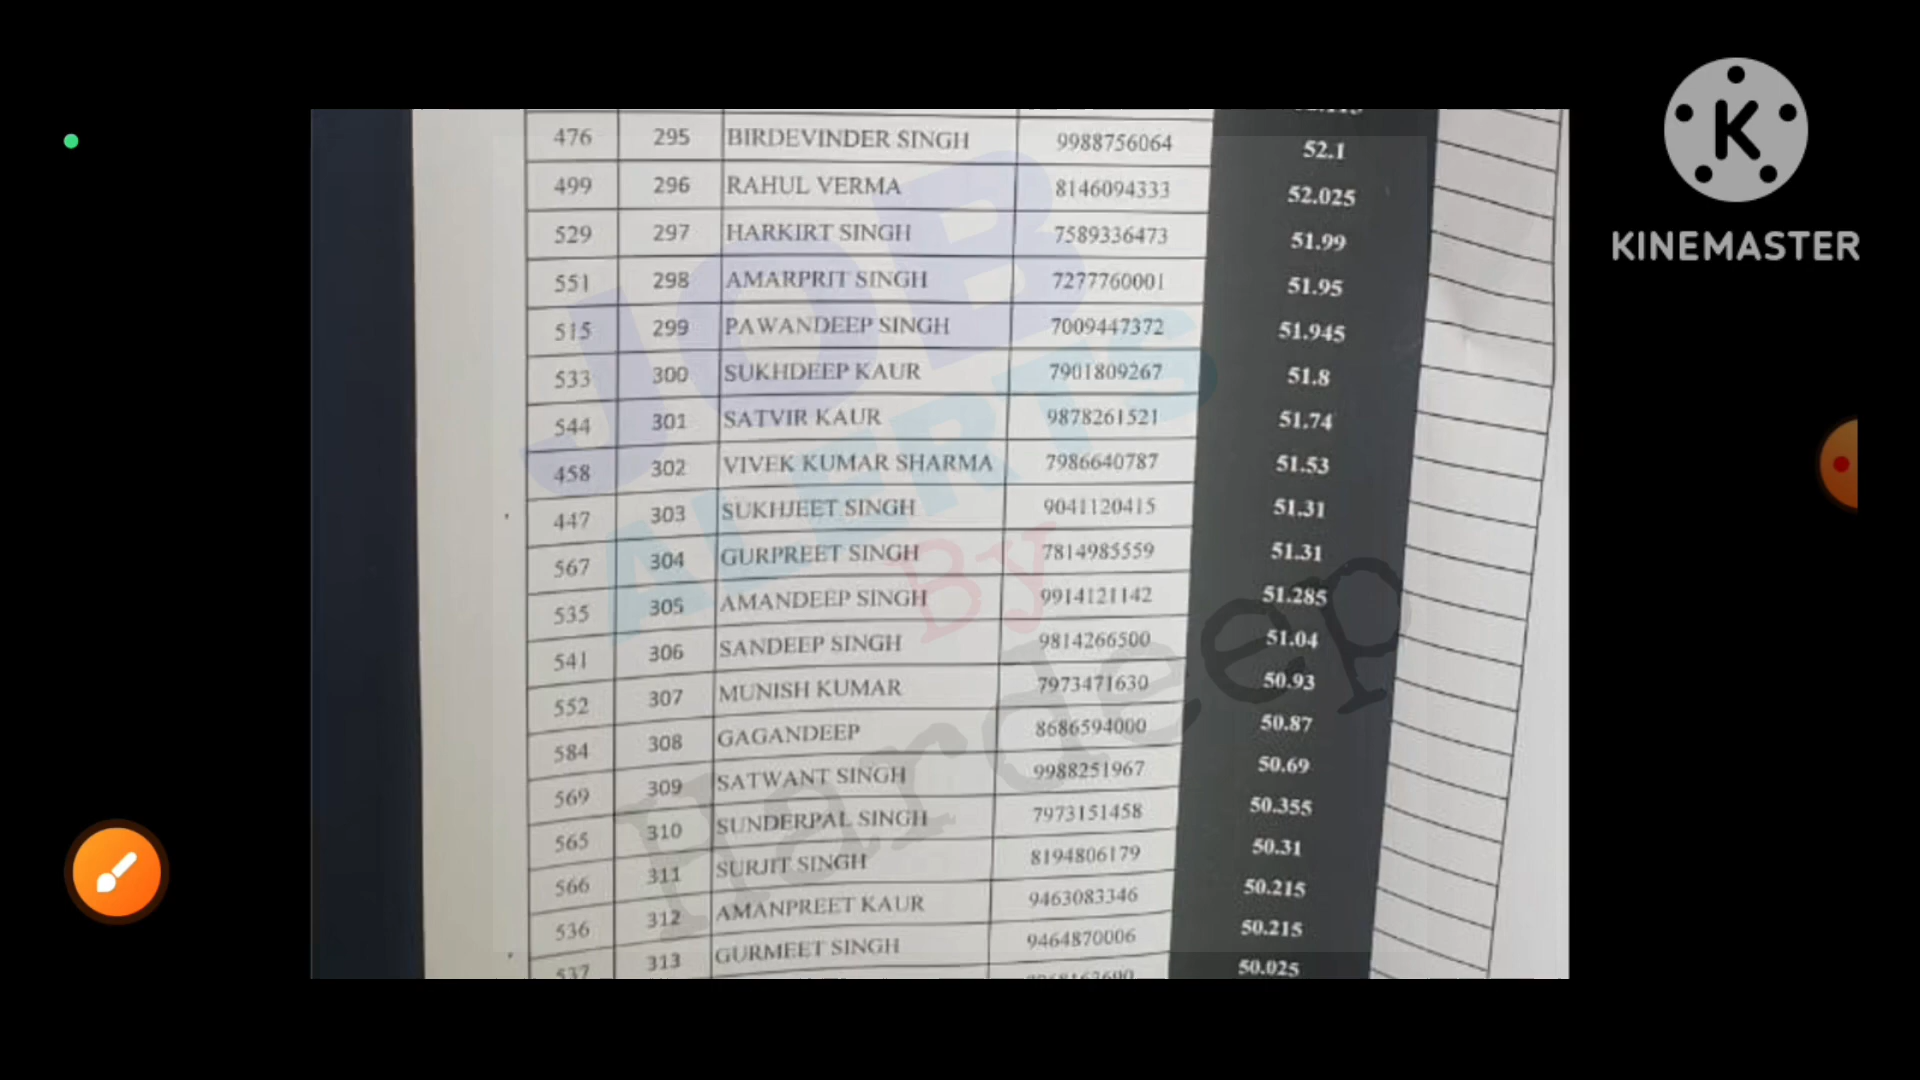 476 295 BIRDEVINDER SINGH 9988756064 52.1
499 296 RAHUL VERMA 8146094333 52.025
529 297 HARKIRT SINGH 7589336473 51.99
551 298 AMARPRIT SINGH 7277760001 51.95
515 299 PAWANDEEP SINGH 7009447372 51.945
533 300 SUKHDEEP KAUR 7901809267 51.8
544 301 SATVIR KAUR 9878261521 51.74
458 302 VIVEK KUMAR SHARMA 7986640787 51.53
447 303 SUKHJEET SINGH 9041120415 51.31
567 304 GURPREET SINGH 7814985559 51.31
535 305 AMANDEEP SINGH 9914121142 51.285
541 306 SANDEEP SINGH 9814266500 51.04
552 307 MUNISH KUMAR 7973471630 50.93
584 308 GAGANDEEP 8686594000 50.87
569 309 SATWANT SINGH 9988251967 50.69
565 310 SUNDERPAL SINGH 7973151458 50.355
566 311 SURJIT SINGH 8194806179 50.31
536 312 AMANPREET KAUR 9463083346 50.215
537 313 GURMEET SINGH 9464870006 50.215
50.025
JOB
ALERTS
By
Hardeep
K
KINEMASTER